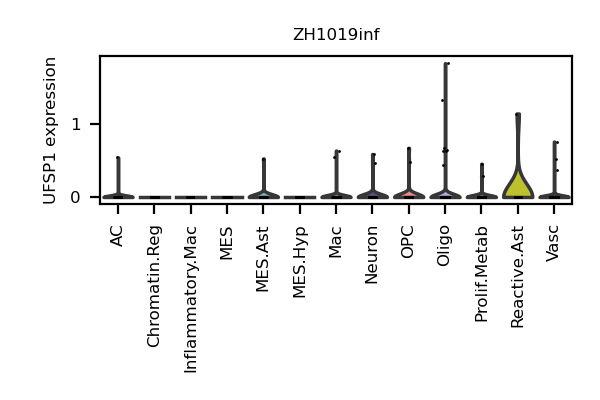 ZH1019inf
UFSP1 expression
1
0
AC
Chromatin.Reg
Inflammatory.Mac
MES
MES.Ast
MES.Hyp
Mac
Neuron
OPC
Oligo
Prolif.Metab
Reactive.Ast
Vasc